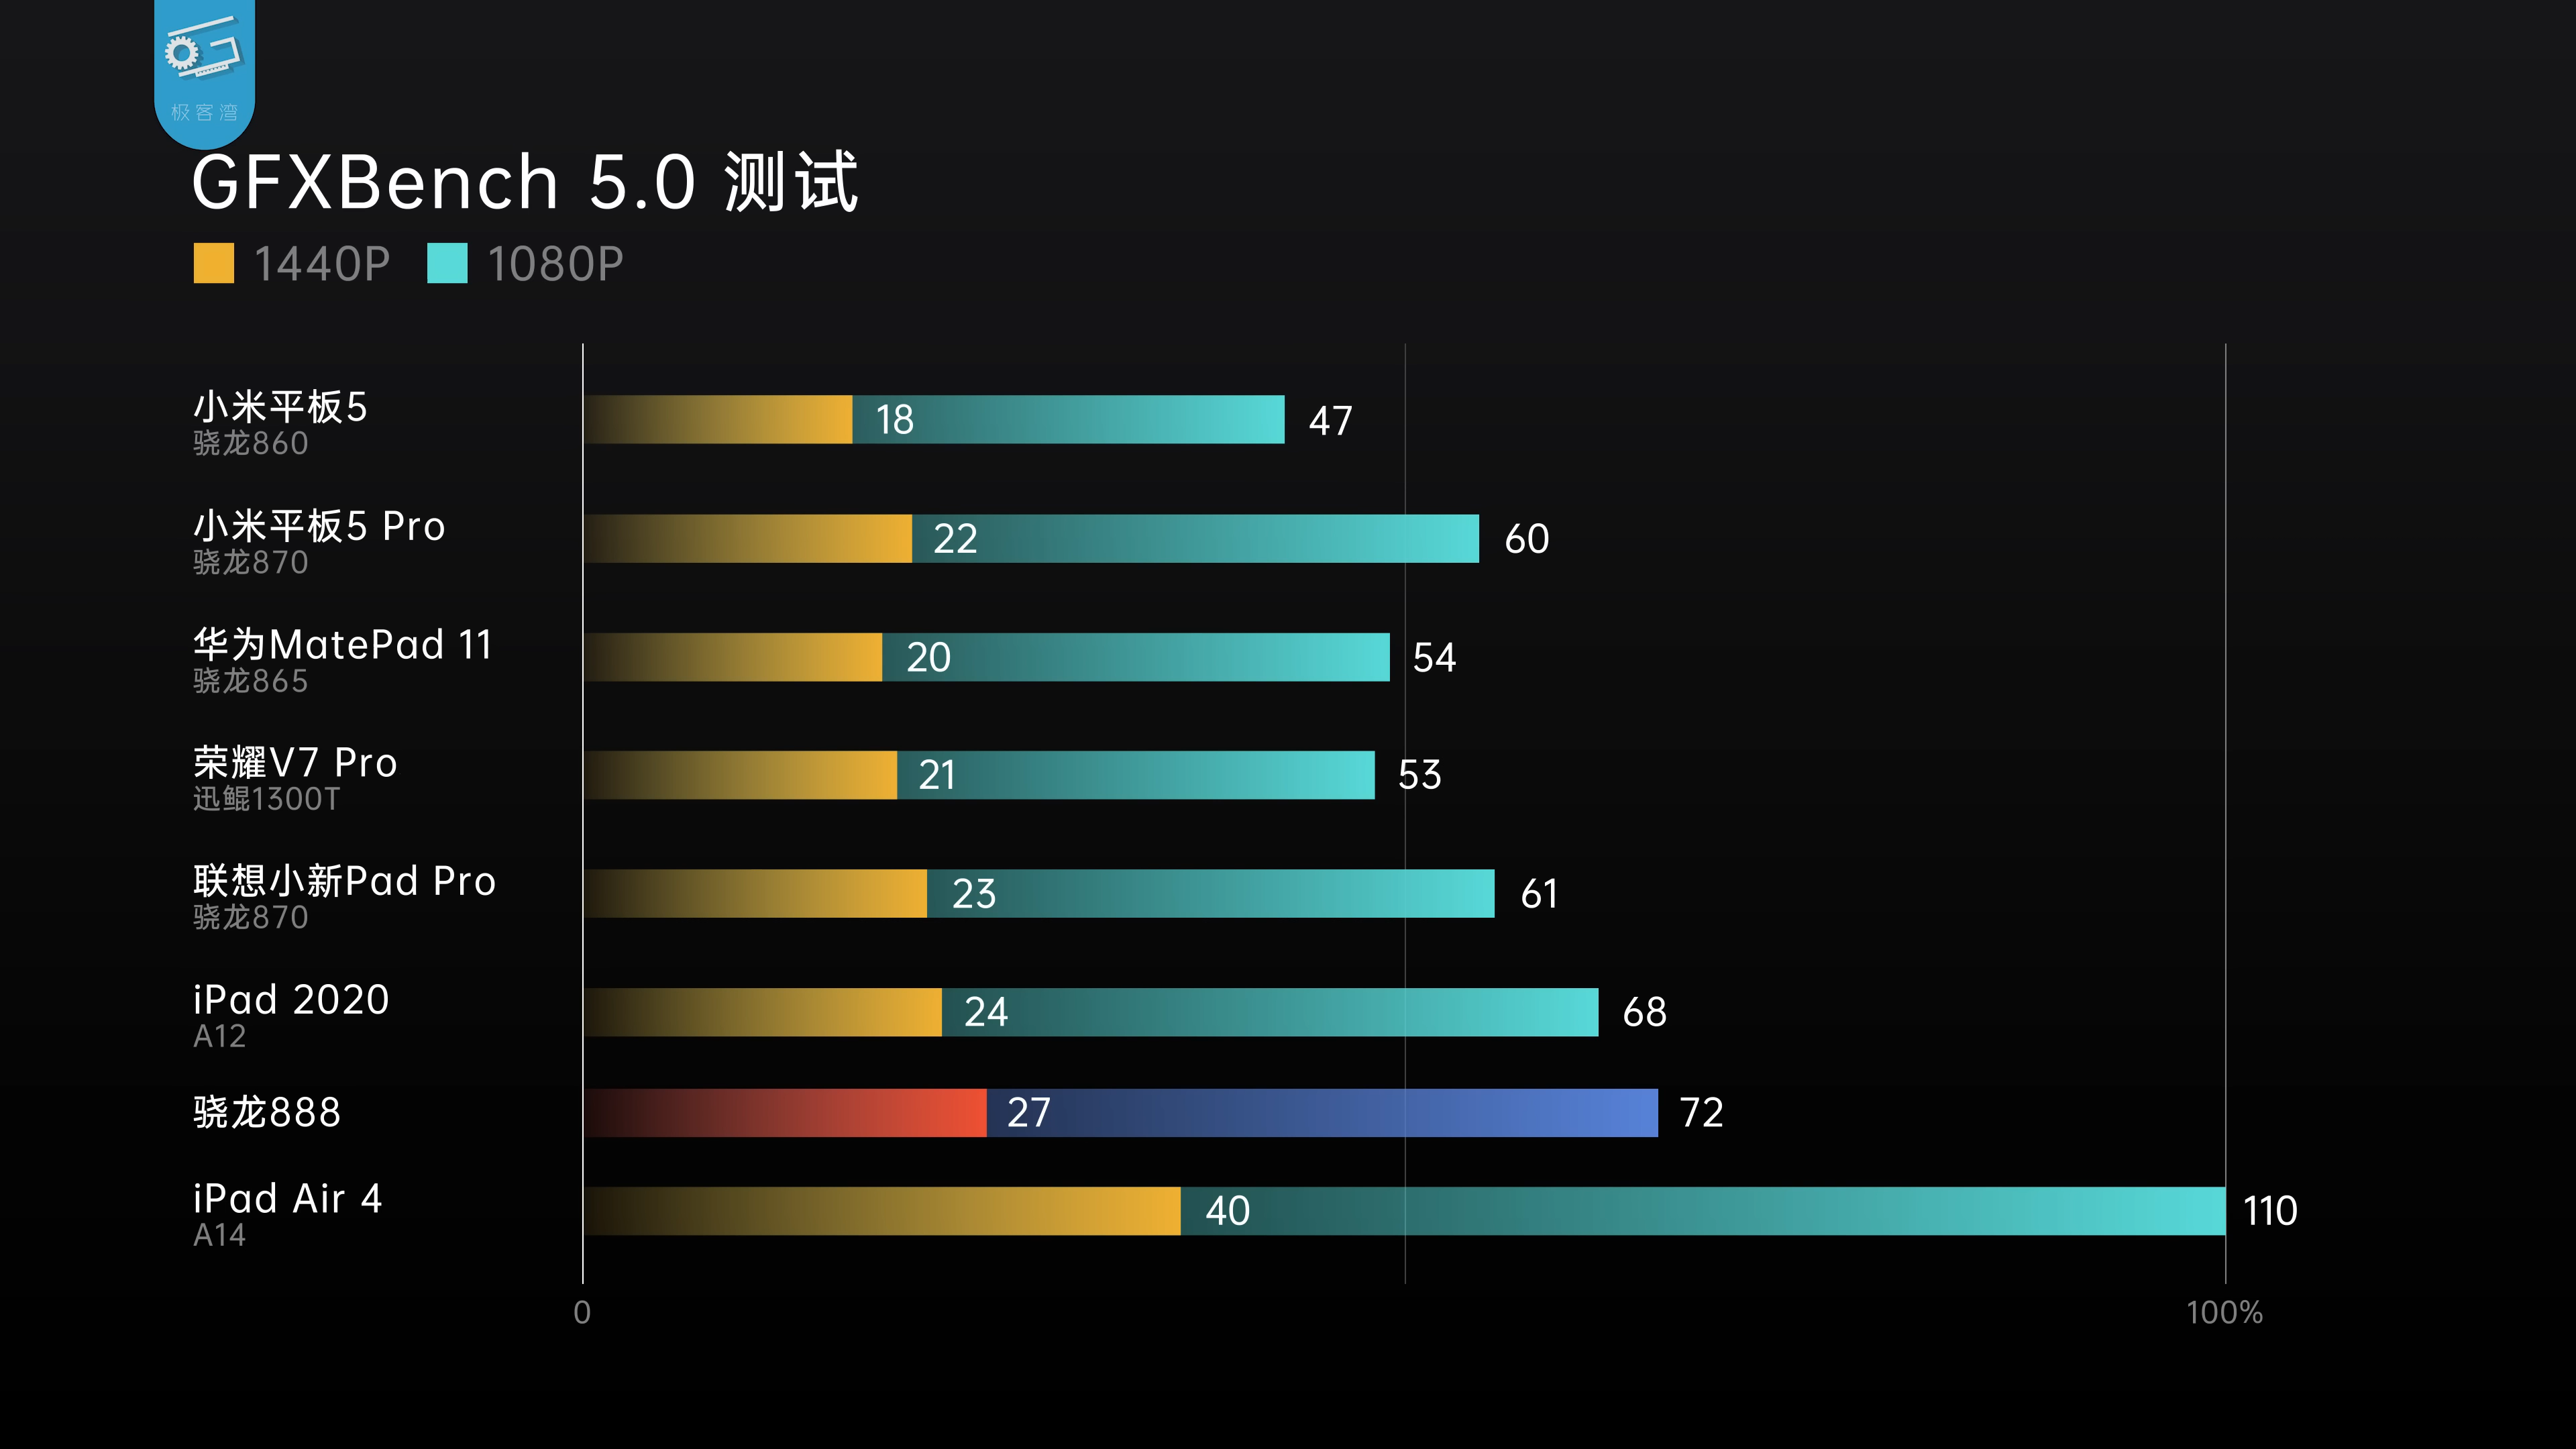 极客湾
GFXBench 5.0 测试
1440P 1080P
小米平板5
骁龙860
18 47
小米平板5 Pro
骁龙870
22 60
华为MatePad 11
骁龙865
20 54
荣耀V7 Pro
迅鲲1300T
21 53
联想小新Pad Pro
骁龙870
23 61
iPad 2020
A12
24 68
骁龙888
27 72
iPad Air 4
A14
40 110
0 100%